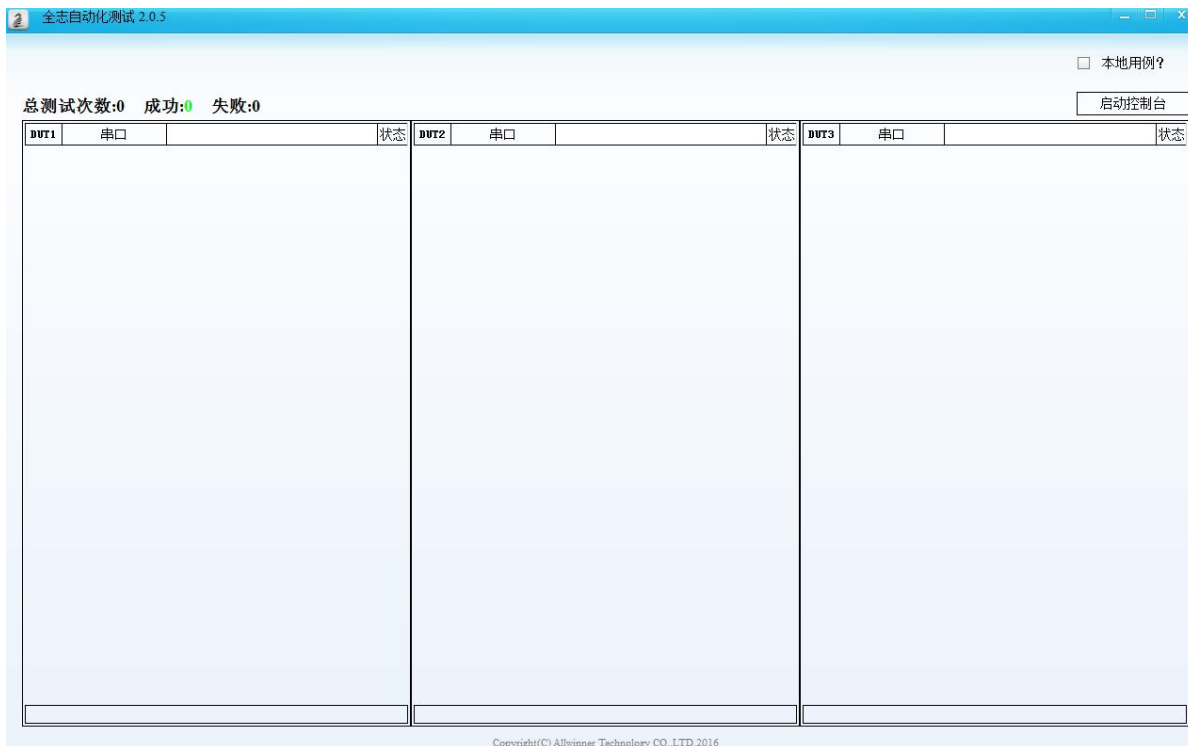 全志自动化测试 2.0.5
本地用例?
总测试次数:0 成功:0 失败:0
启动控制台
DUT1 串口 状态 DUT2 串口 状态 DUT3 串口 状态
Copyright(C) Allwinner Technology CO.,LTD.2016